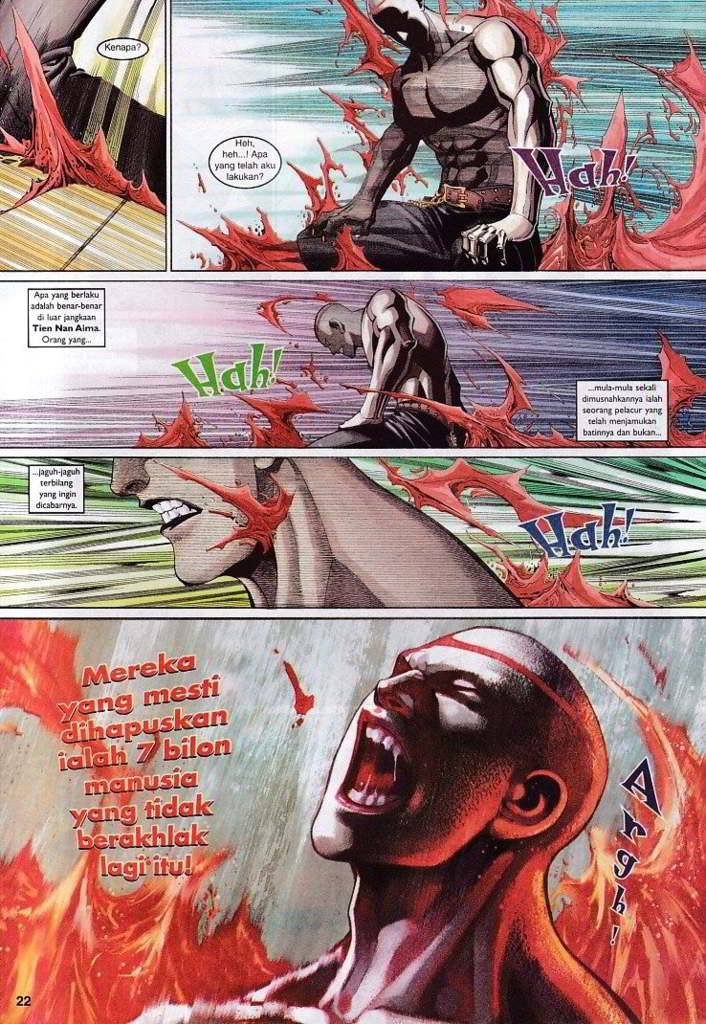 Kenapa?
Heh,
heh...! Apa
yang telah aku
lakukan?
Hah!
Apa yang berlaku
adalah benar-benar
di luar jangkaan
Tien Nan Aima.
Orang yang...
Hah!
...mula-mula sekali
dimusnahkannya ialah
seorang pelacur yang
telah menjamukan
batinnya dan bukan...
...jaguh-jaguh
terbilang
yang ingin
dicabarnya.
Hah!
Mereka
yang mesti
dihapuskan
ialah 7 bilon
manusia
yang tidak
berakhlak
lagi itu!
Argh!
22